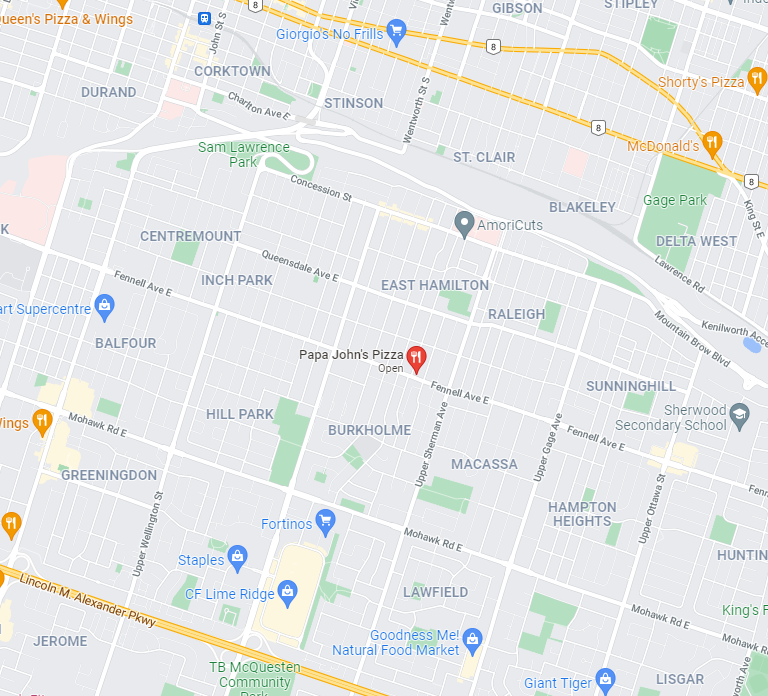 Queen's Pizza & Wings
John St S
8
GIBSON
STIPLEY
Giorgio's No Frills
8
CORKTOWN
Shorty's Pizza
DURAND
STINSON
Charlton Ave E
Wentworth St S
8
McDonald's
Sam Lawrence
Park
ST. CLAIR
8
Concession St
Gage Park
King St E
BLAKELEY
AmoriCuts
K
CENTREMOUNT
DELTA WEST
Queensdale Ave E
Lawrence Rd
Fennell Ave E
INCH PARK
EAST HAMILTON
art Supercentre
RALEIGH
Mountain Brow Blvd
Kenilworth Acce
BALFOUR
Papa John's Pizza
Open
Fennell Ave E
SUNNINGHILL
Sherwood
Secondary School
Wings
Mohawk Rd E
HILL PARK
BURKHOLME
Upper Sherman Ave
Upper Gage Ave
Fennell Ave E
MACASSA
GREENINGDON
Upper Ottawa St
Fenn
Upper Wellington St
HAMPTON
HEIGHTS
Fortinos
Mohawk Rd E
HUNTIN
Staples
CF Lime Ridge
LAWFIELD
Lincoln M. Alexander Pkwy
Mohawk Rd E
King's F
JEROME
Goodness Me!
Natural Food Market
Mohawk
TB McQuesten
Community
Park
Giant Tiger
LISGAR